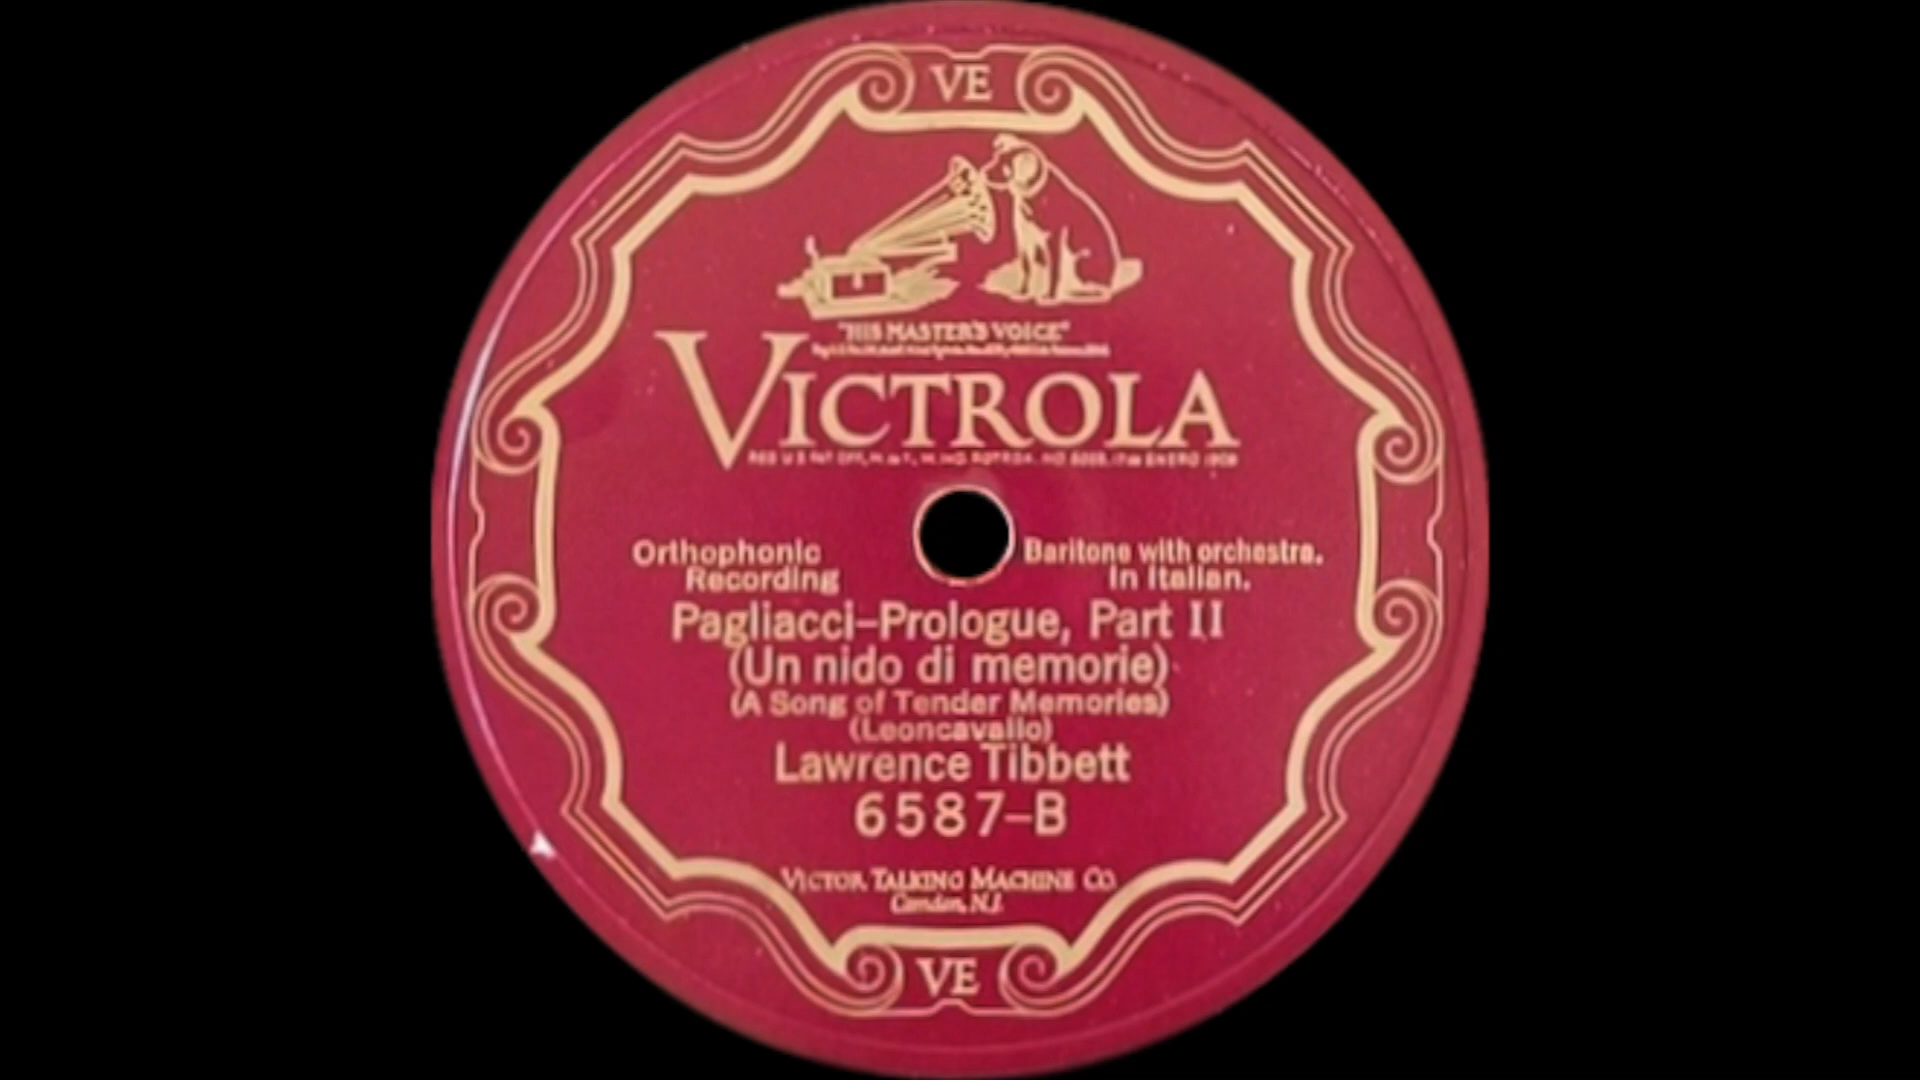 VE
"HIS MASTER'S VOICE"
VICTROLA
Orthophonic
Recording
Baritone with orchestra.
In Italian.
Pagliacci–Prologue, Part II
(Un nido di memorie)
(A Song of Tender Memories)
(Leoncavallo)
Lawrence Tibbett
6587–B
VICTOR TALKING MACHINE CO.
Camden, N.J.
VE